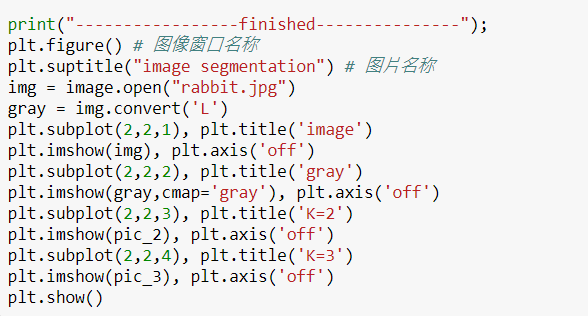 print("-----------------finished---------------");
plt.figure() # 图像窗口名称
plt.suptitle("image segmentation") # 图片名称
img = image.open("rabbit.jpg")
gray = img.convert('L')
plt.subplot(2,2,1), plt.title('image')
plt.imshow(img), plt.axis('off')
plt.subplot(2,2,2), plt.title('gray')
plt.imshow(gray,cmap='gray'), plt.axis('off')
plt.subplot(2,2,3), plt.title('K=2')
plt.imshow(pic_2), plt.axis('off')
plt.subplot(2,2,4), plt.title('K=3')
plt.imshow(pic_3), plt.axis('off')
plt.show()